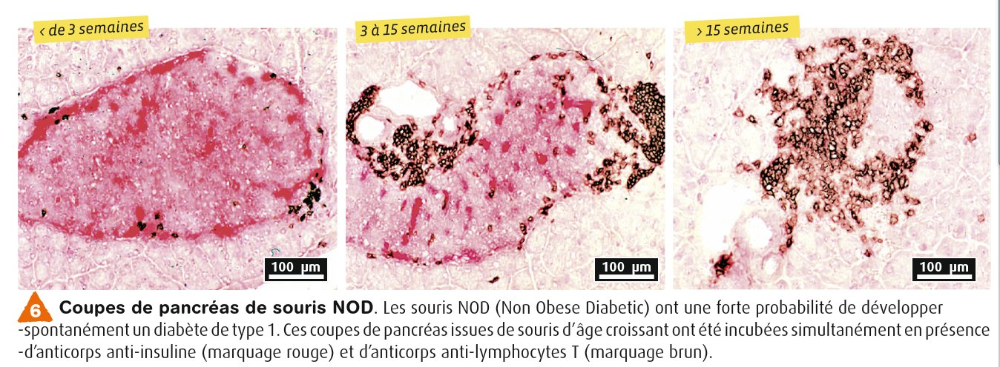 < de 3 semaines
3 à 15 semaines
> 15 semaines
100 µm
100 µm
100 µm
6 Coupes de pancréas de souris NOD. Les souris NOD (Non Obese Diabetic) ont une forte probabilité de développer
-spontanément un diabète de type 1. Ces coupes de pancréas issues de souris d'âge croissant ont été incubées simultanément en présence
-d'anticorps anti-insuline (marquage rouge) et d'anticorps anti-lymphocytes T (marquage brun).